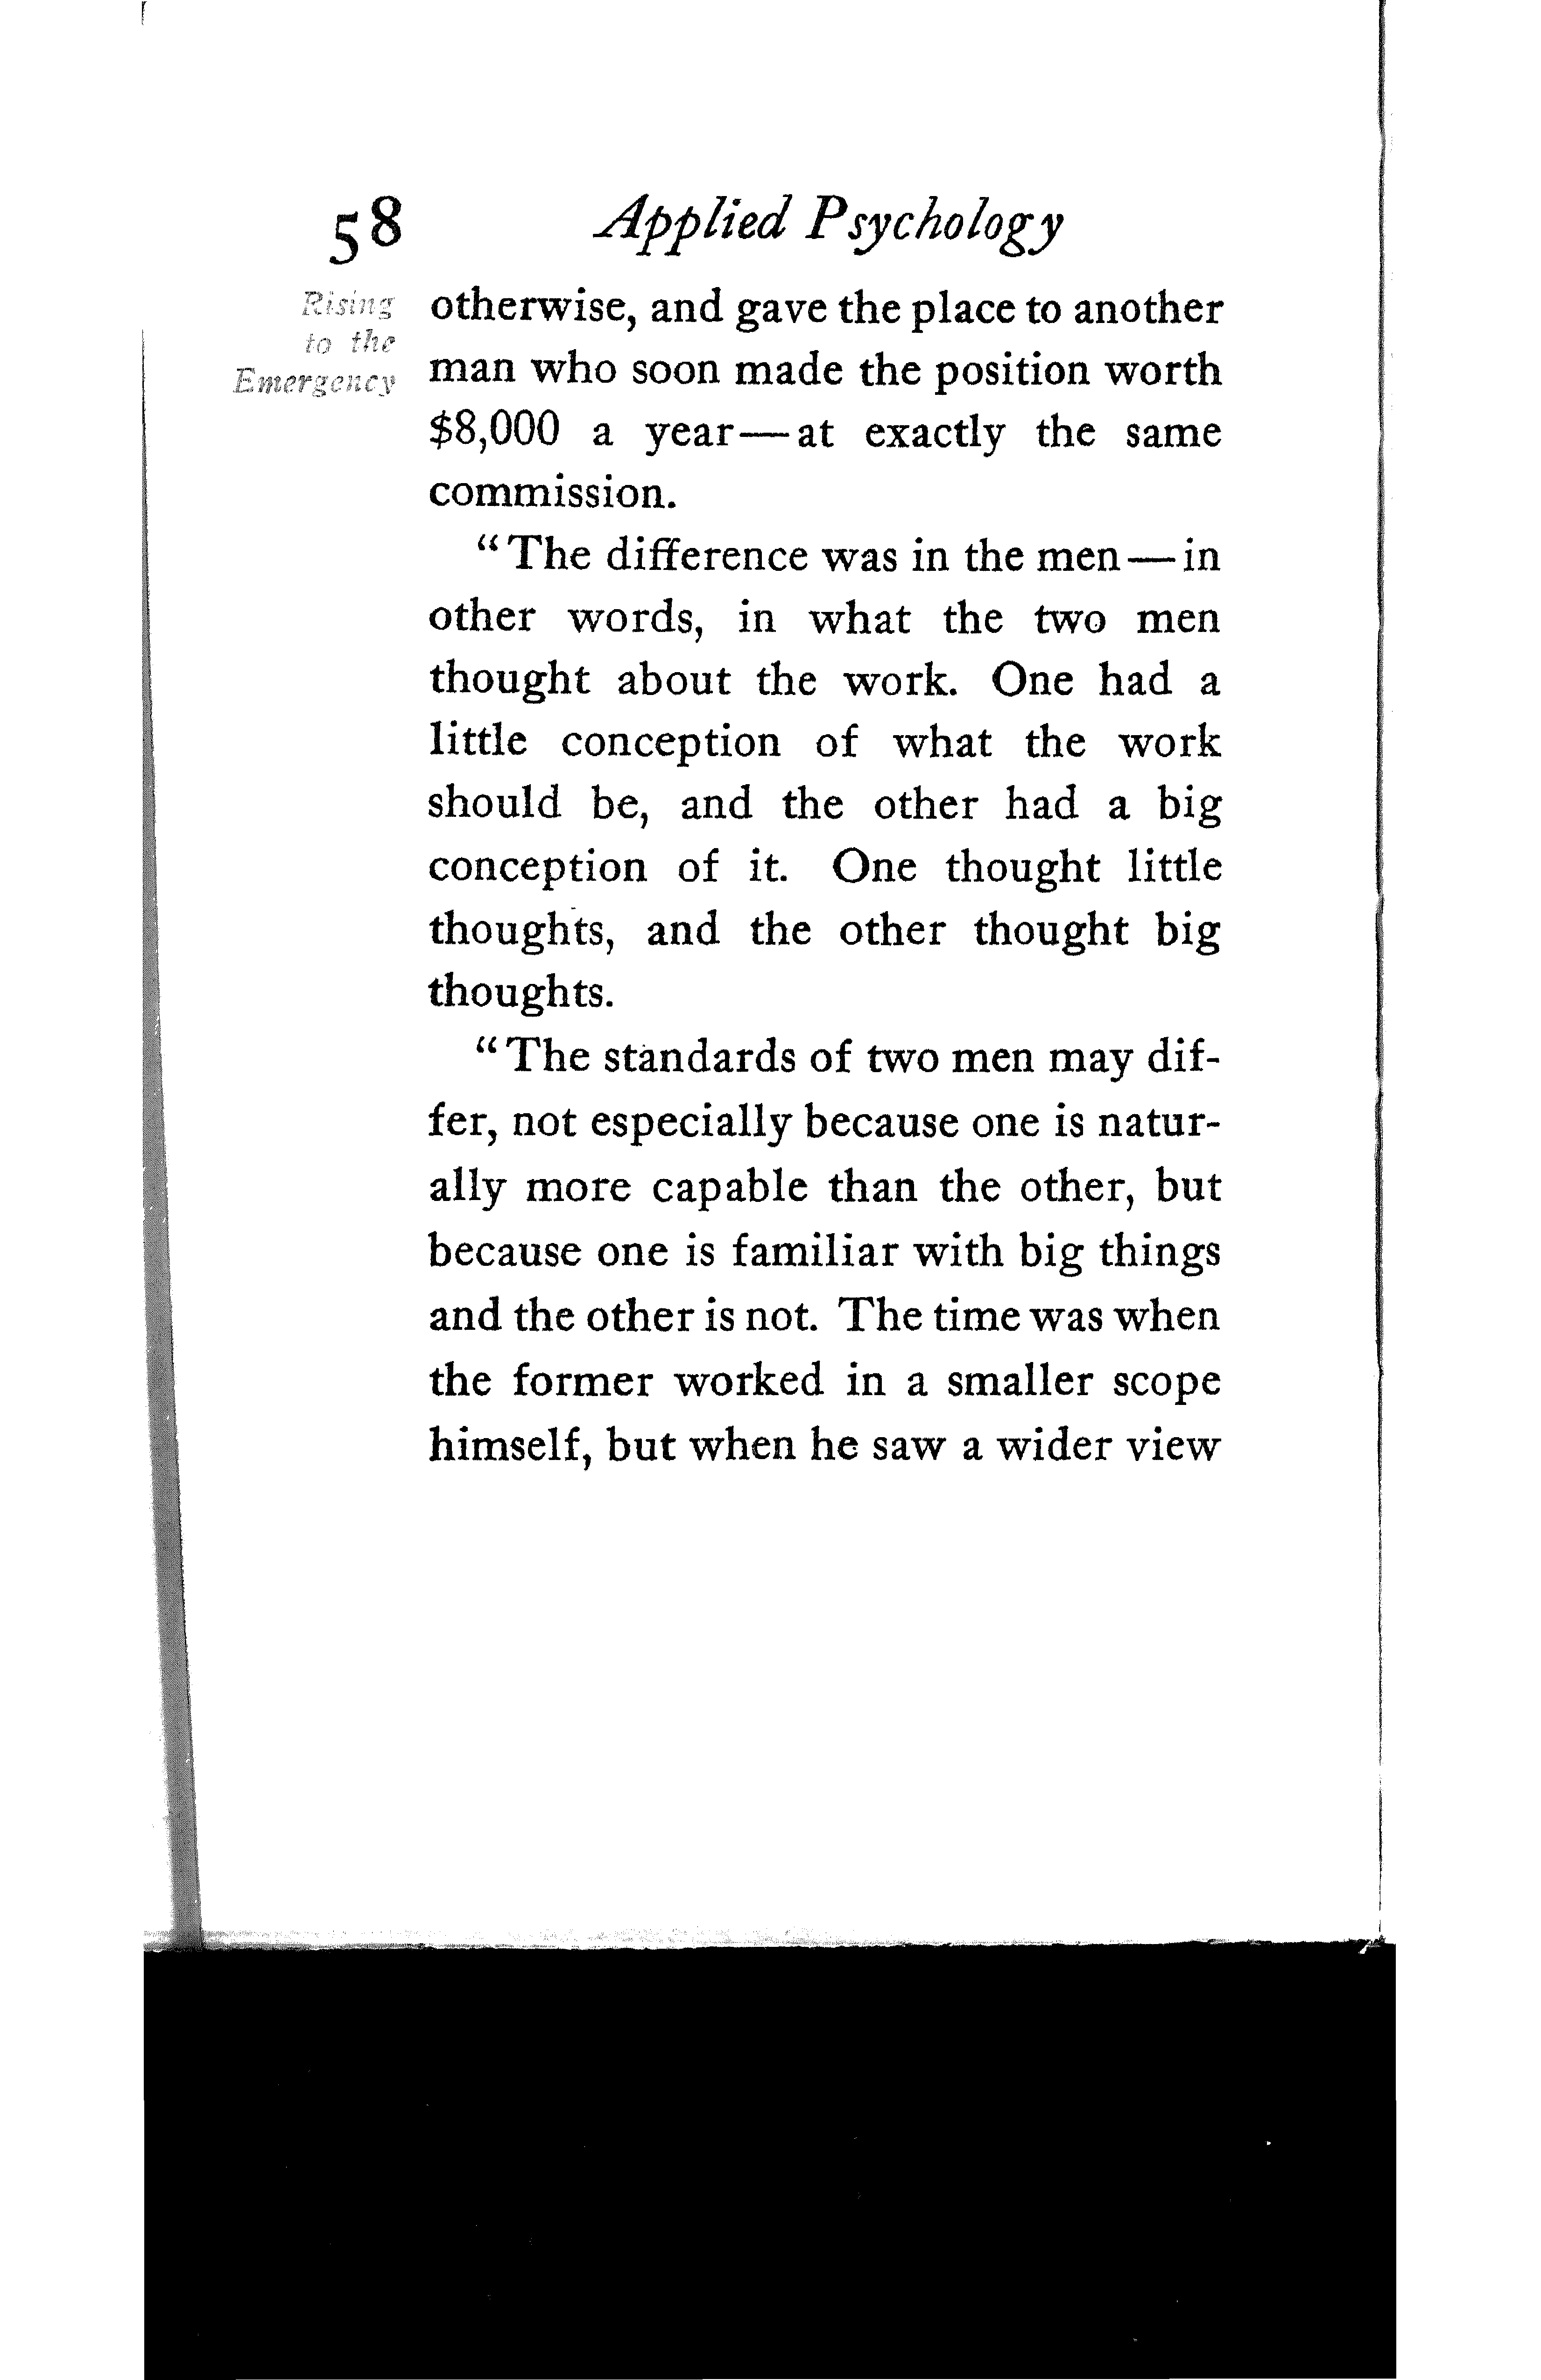 58 Applied Psychology
Rising
to the
Emergency
otherwise, and gave the place to another
man who soon made the position worth
$8,000 a year—at exactly the same
commission.
“The difference was in the men—in
other words, in what the two men
thought about the work. One had a
little conception of what the work
should be, and the other had a big
conception of it. One thought little
thoughts, and the other thought big
thoughts.
“The standards of two men may dif-
fer, not especially because one is natur-
ally more capable than the other, but
because one is familiar with big things
and the other is not. The time was when
the former worked in a smaller scope
himself, but when he saw a wider view